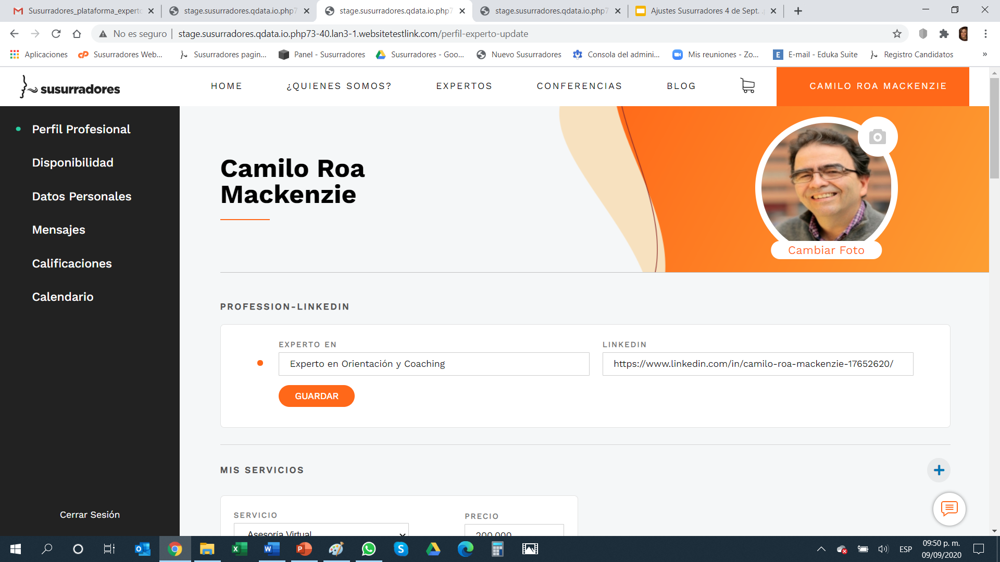 Susurradores_plataforma_experto
stage.susurradores.qdata.io.php7
stage.susurradores.qdata.io.php7
stage.susurradores.qdata.io.php7
Ajustes Susurradores 4 de Sept.
No es seguro
stage.susurradores.qdata.io.php73-40.lan3-1.websitetestlink.com/perfil-experto-update
Aplicaciones
Susurradores Web...
Susurradores pagin...
Panel - Susurradores
Susurradores - Goo...
Nuevo Susurradores
Consola del admini...
Mis reuniones - Zo...
E-mail - Eduka Suite
Registro Candidatos
»
susurradores
HOME
¿QUIENES SOMOS?
EXPERTOS
CONFERENCIAS
BLOG
CAMILO ROA MACKENZIE
Perfil Profesional
Disponibilidad
Datos Personales
Mensajes
Calificaciones
Calendario
Cerrar Sesión
Camilo Roa
Mackenzie
Cambiar Foto
PROFESSION-LINKEDIN
EXPERTO EN
LINKEDIN
Experto en Orientación y Coaching
https://www.linkedin.com/in/camilo-roa-mackenzie-17652620/
GUARDAR
MIS SERVICIOS
SERVICIO
PRECIO
Asesoría Virtual
200.000
ESP
09:50 p. m.
09/09/2020